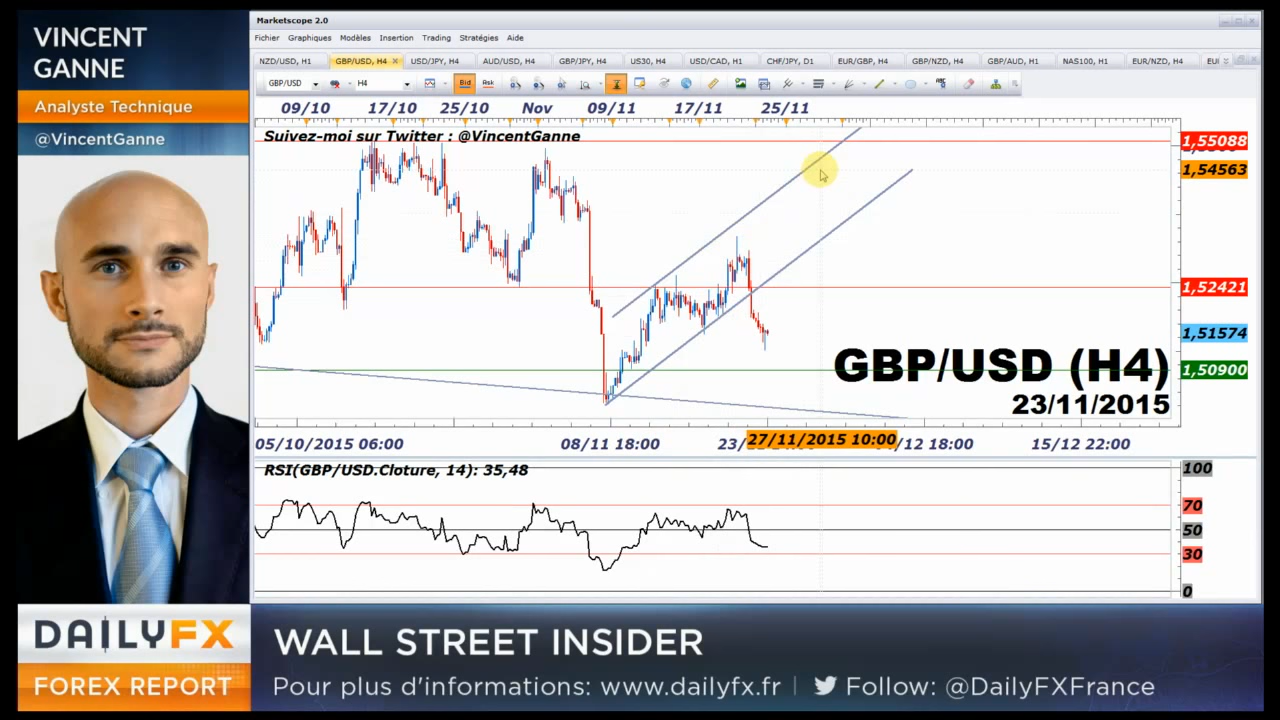 VINCENT
GANNE
Analyste Technique
@VincentGanne
Marketscope 2.0
Fichier Graphiques Modèles Insertion Trading Stratégies Aide
NZD/USD, H1 GBP/USD, H4 USD/JPY, H4 AUD/USD, H4 GBP/JPY, H4 US30, H4 USD/CAD, H1 CHF/JPY, D1 EUR/GBP, H4 GBP/NZD, H4 GBP/AUD, H1 NAS100, H1 EUR/NZD, H4
GBP/USD H4 Bid Ask
09/10 17/10 25/10 Nov 09/11 17/11 25/11
Suivez-moi sur Twitter : @VincentGanne
1,55088
1,54563
1,52421
1,51574
1,50900
GBP/USD (H4)
23/11/2015
05/10/2015 06:00 08/11 18:00 27/11/2015 10:00 15/12 22:00
RSI(GBP/USD.Cloture, 14): 35,48
100
70
50
30
0
DAILYFX
FOREX REPORT
WALL STREET INSIDER
Pour plus d'informations: www.dailyfx.fr | Follow: @DailyFXFrance